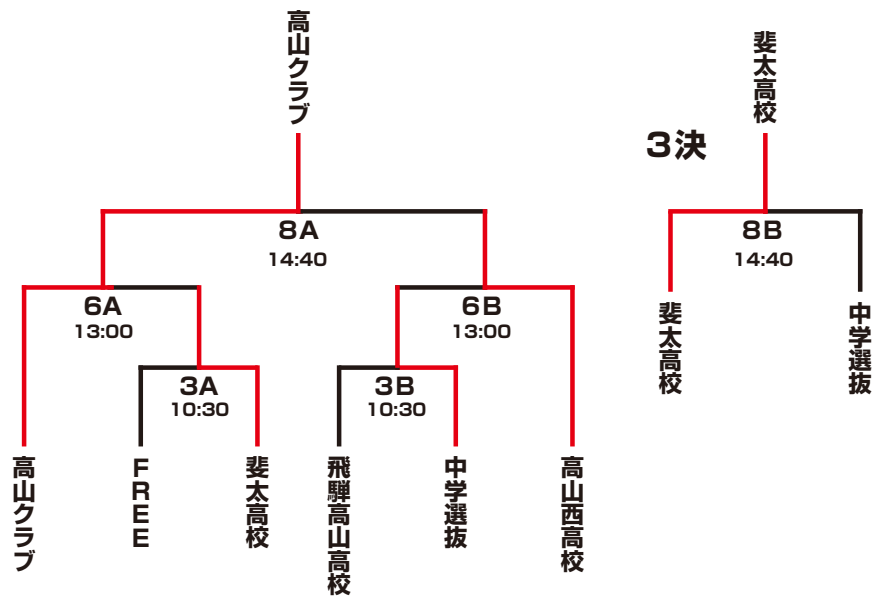 高山クラブ
斐太高校
3決
8A
14:40
8B
14:40
6A
13:00
6B
13:00
斐太高校
中学選抜
3A
10:30
3B
10:30
高山クラブ
FREE
斐太高校
飛騨高山高校
中学選抜
高山西高校